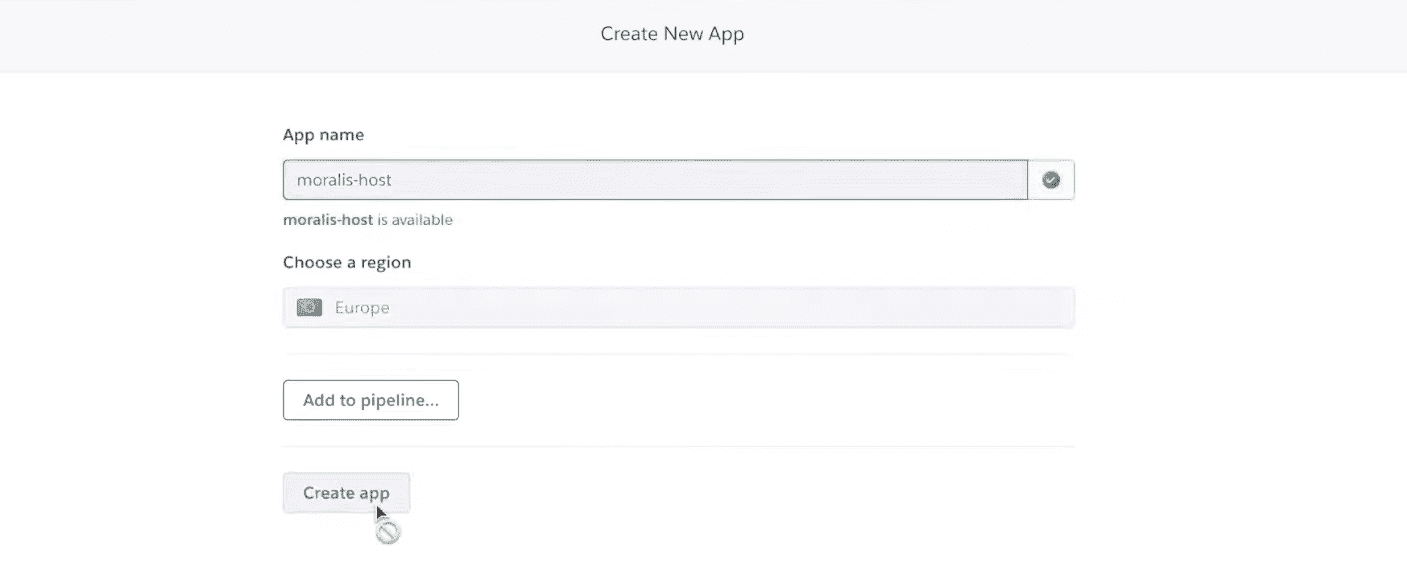 Create New App
App name
moralis-host
moralis-host is available
Choose a region
Europe
Add to pipeline...
Create app